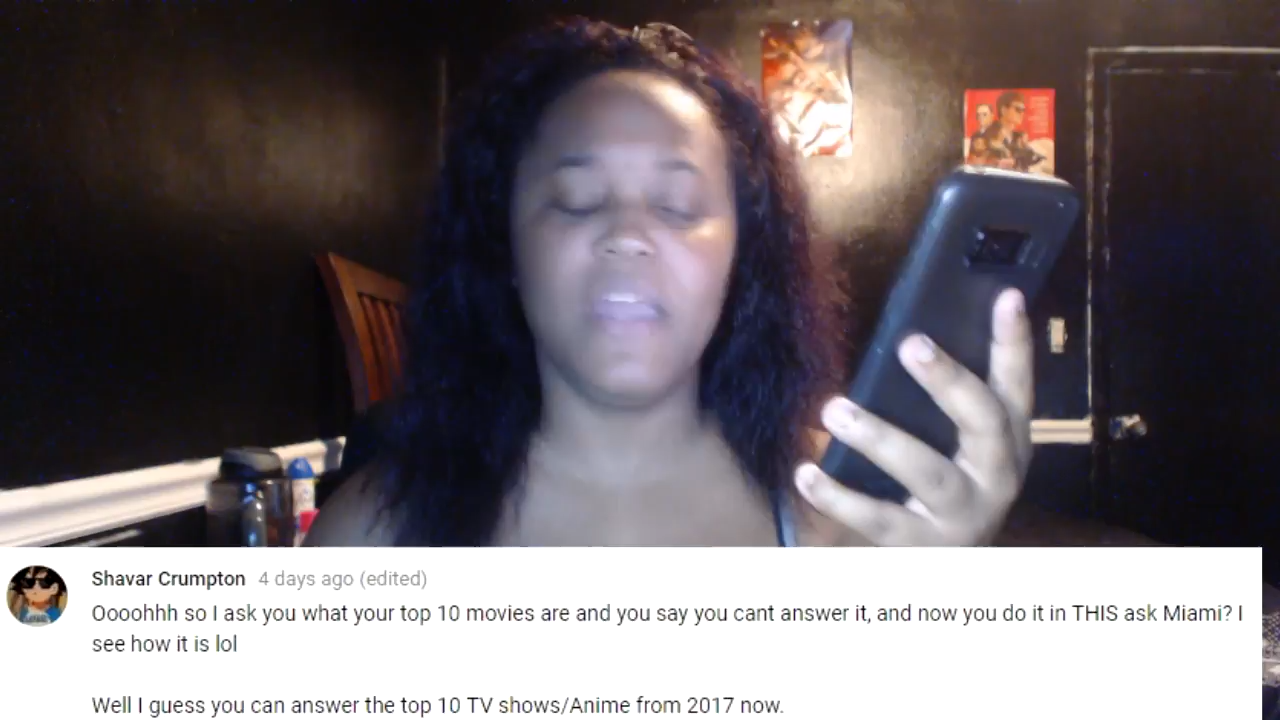 Shavar Crumpton 4 days ago (edited)
Oooohhh so I ask you what your top 10 movies are and you say you cant answer it, and now you do it in THIS ask Miami? I
see how it is lol
Well I guess you can answer the top 10 TV shows/Anime from 2017 now.